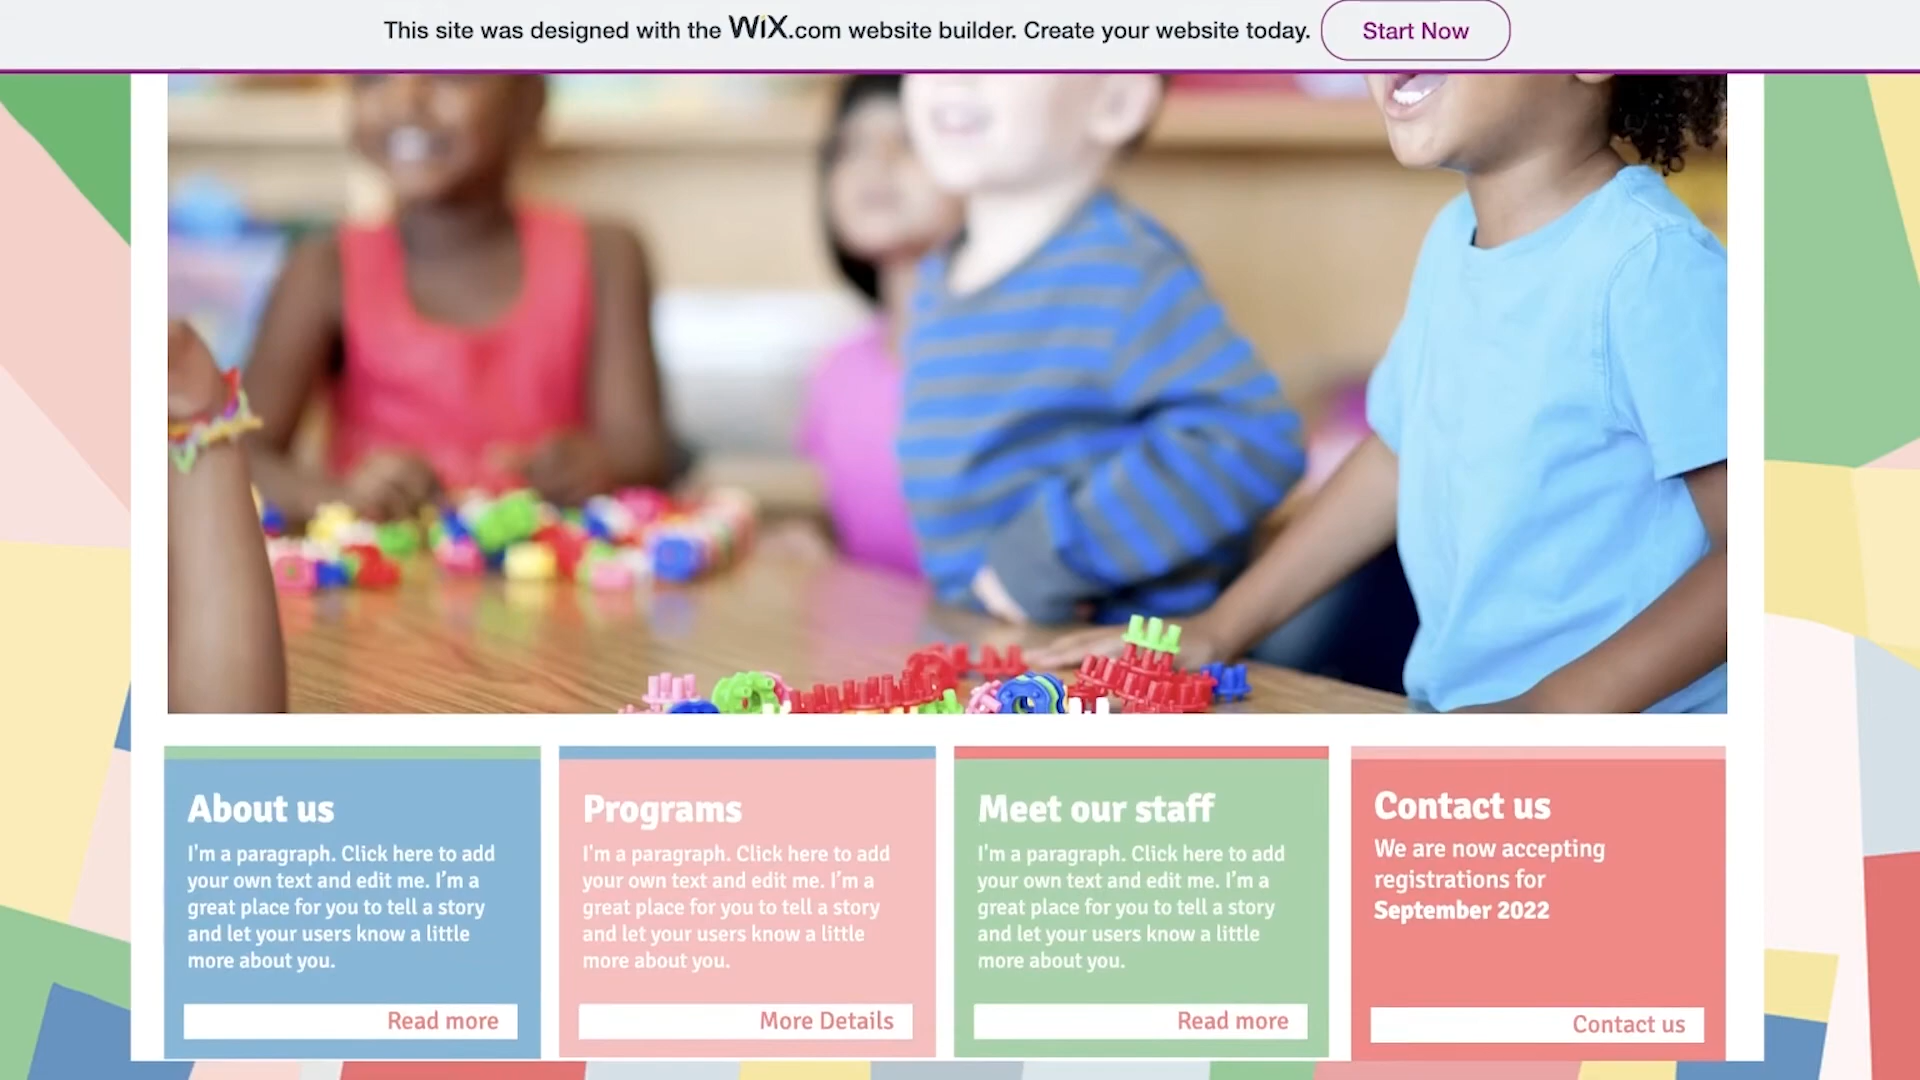 This site was designed with the WiX.com website builder. Create your website today.
Start Now
About us
I'm a paragraph. Click here to add
your own text and edit me. I'm a
great place for you to tell a story
and let your users know a little
more about you.
Read more
Programs
I'm a paragraph. Click here to add
your own text and edit me. I'm a
great place for you to tell a story
and let your users know a little
more about you.
More Details
Meet our staff
I'm a paragraph. Click here to add
your own text and edit me. I'm a
great place for you to tell a story
and let your users know a little
more about you.
Read more
Contact us
We are now accepting
registrations for
September 2022
Contact us